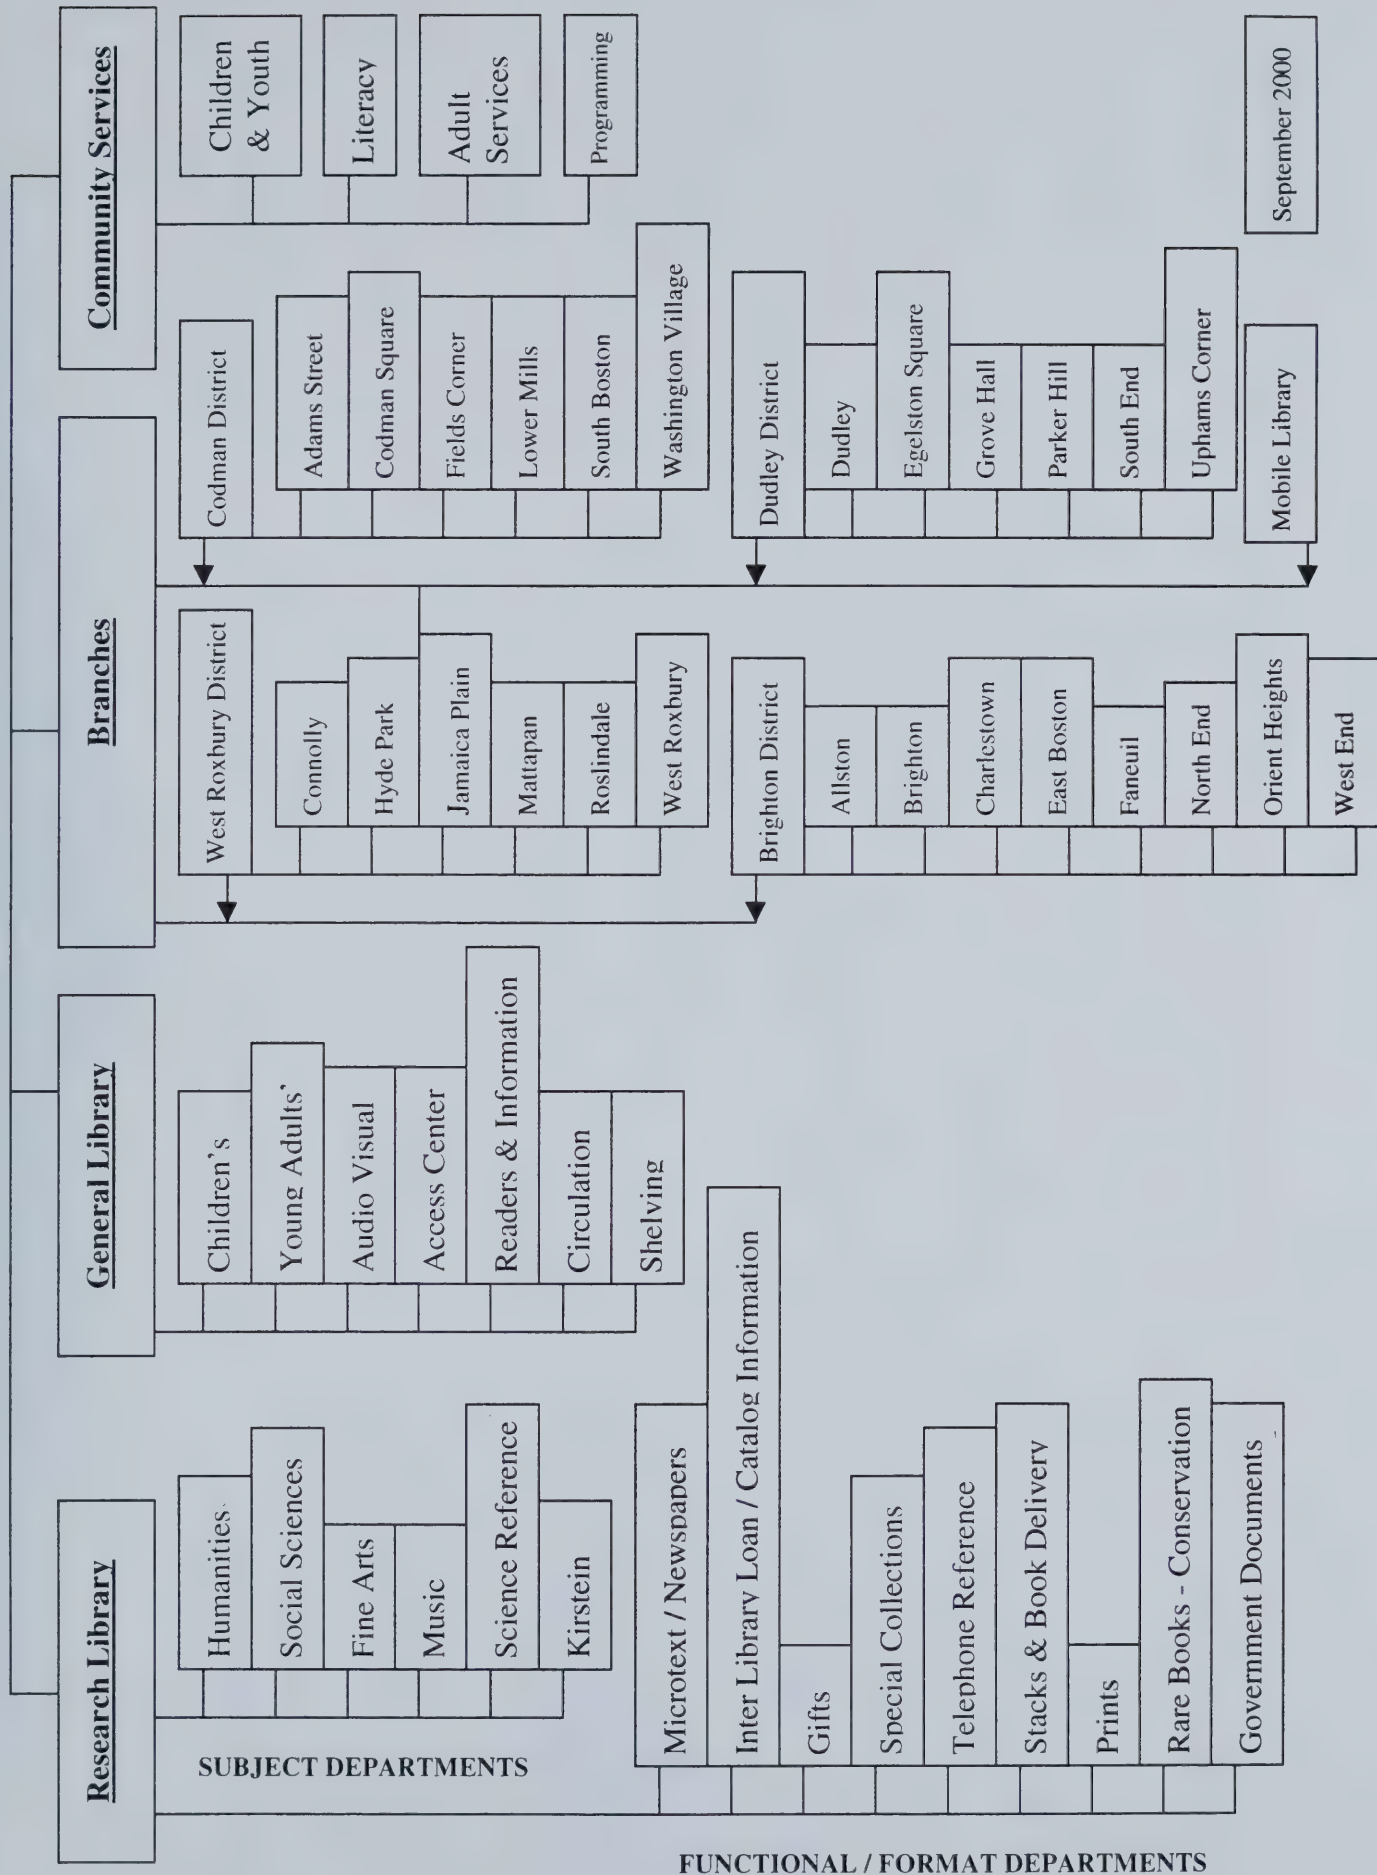 Research Library
SUBJECT DEPARTMENTS
Humanities
Social Sciences
Fine Arts
Music
Science Reference
Kirstein
FUNCTIONAL / FORMAT DEPARTMENTS
Microtext / Newspapers
Inter Library Loan / Catalog Information
Gifts
Special Collections
Telephone Reference
Stacks & Book Delivery
Prints
Rare Books - Conservation
Government Documents
General Library
Children's
Young Adults'
Audio Visual
Access Center
Readers & Information
Circulation
Shelving
Branches
West Roxbury District
Connolly
Hyde Park
Jamaica Plain
Mattapan
Roslindale
West Roxbury
Brighton District
Allston
Brighton
Charlestown
East Boston
Faneuil
North End
Orient Heights
West End
Codman District
Adams Street
Codman Square
Fields Corner
Lower Mills
South Boston
Washington Village
Dudley District
Dudley
Egelston Square
Grove Hall
Parker Hill
South End
Uphams Corner
Mobile Library
Community Services
Children
& Youth
Literacy
Adult
Services
Programming
September 2000